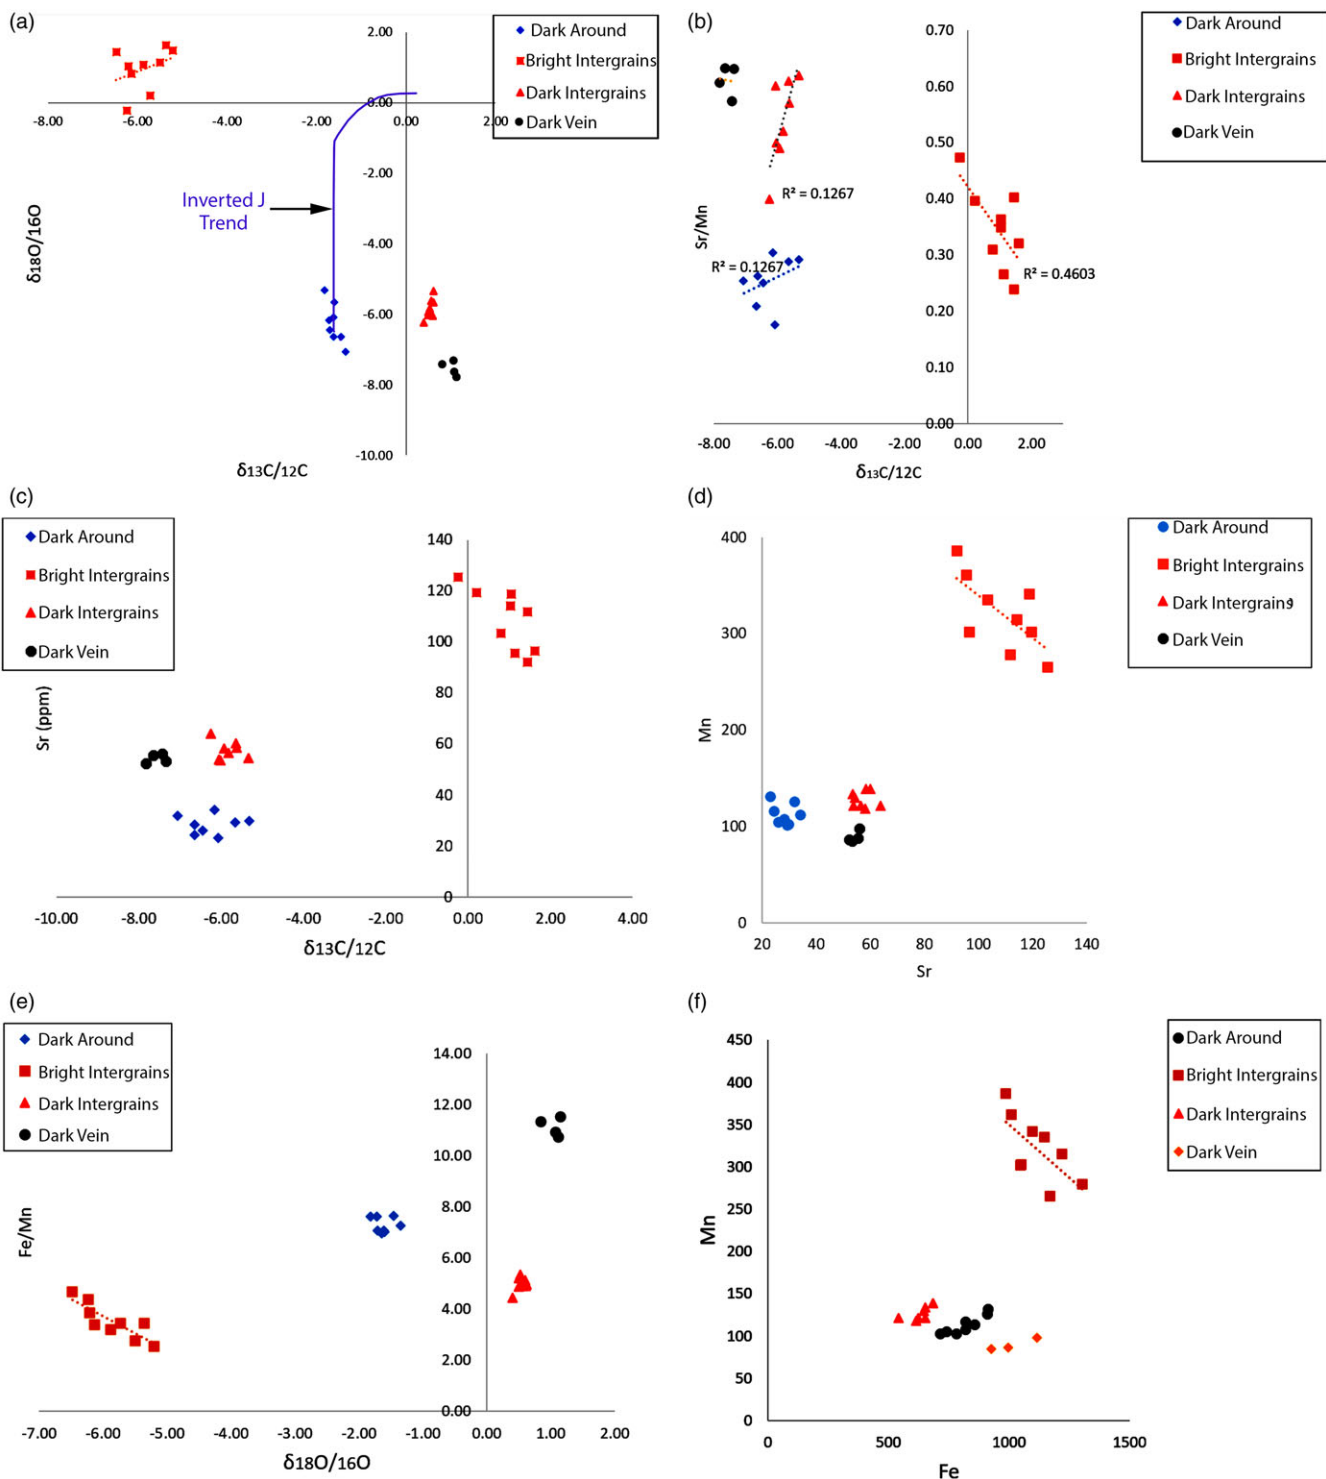 (a)
Dark Around
Bright Intergrains
Dark Intergrains
Dark Vein
2.00
0.00
-2.00
-4.00
-6.00
-8.00
-10.00
-8.00
-6.00
-4.00
-2.00
0.00
2.00
Inverted J
Trend
δ18O/16O
δ13C/12C
(b)
Dark Around
Bright Intergrains
Dark Intergrains
Dark Vein
0.70
0.60
0.50
0.40
0.30
0.20
0.10
0.00
R² = 0.1267
R² = 0.1267
R² = 0.4603
Sr/Mn
-8.00
-6.00
-4.00
-2.00
0.00
2.00
δ13C/12C
(c)
Dark Around
Bright Intergrains
Dark Intergrains
Dark Vein
140
120
100
80
60
40
20
0
Sr (ppm)
-10.00
-8.00
-6.00
-4.00
-2.00
0.00
2.00
4.00
δ13C/12C
(d)
Dark Around
Bright Intergrains
Dark Intergrains
Dark Vein
400
300
200
100
0
Mn
20
40
60
80
100
120
140
Sr
(e)
Dark Around
Bright Intergrains
Dark Intergrains
Dark Vein
14.00
12.00
10.00
8.00
6.00
4.00
2.00
0.00
Fe/Mn
-7.00
-6.00
-5.00
-4.00
-3.00
-2.00
-1.00
0.00
1.00
2.00
δ18O/16O
(f)
Dark Around
Bright Intergrains
Dark Intergrains
Dark Vein
450
400
350
300
250
200
150
100
50
0
Mn
0
500
1000
1500
Fe